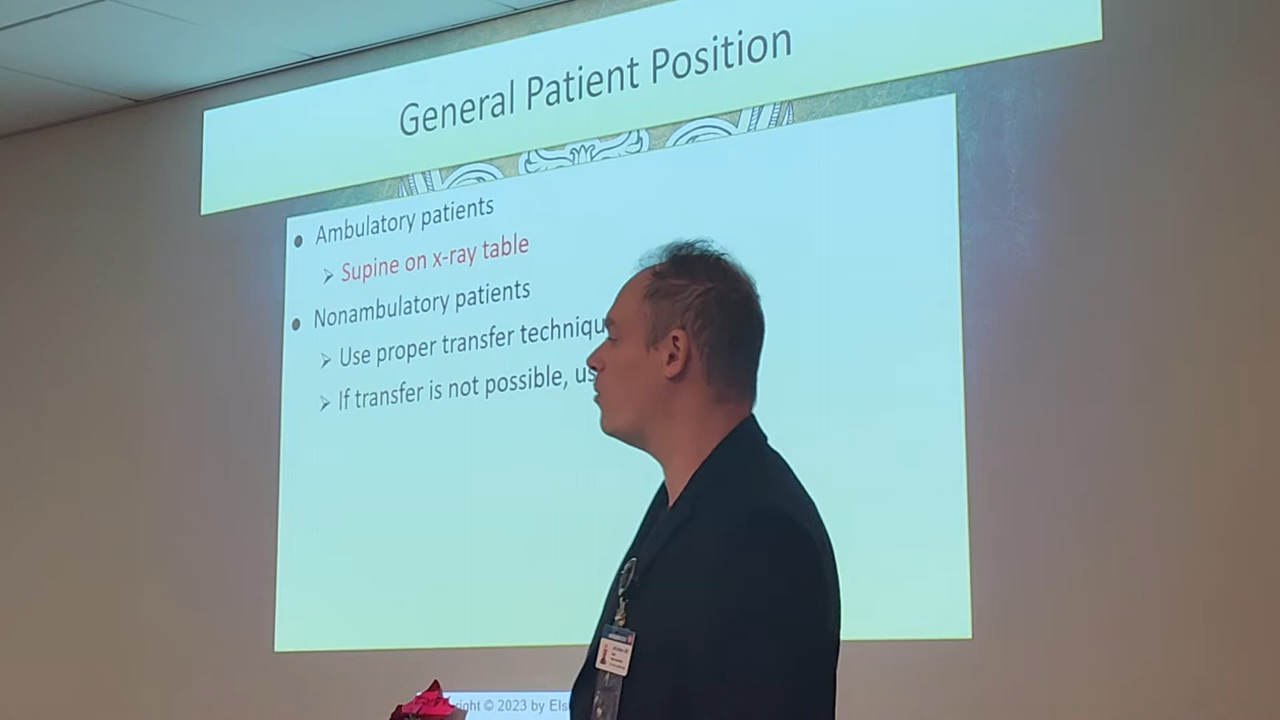 General Patient Position
Ambulatory patients
Supine on x-ray table
Nonambulatory patients
Use proper transfer techniqu
If transfer is not possible, us
right © 2023 by Els